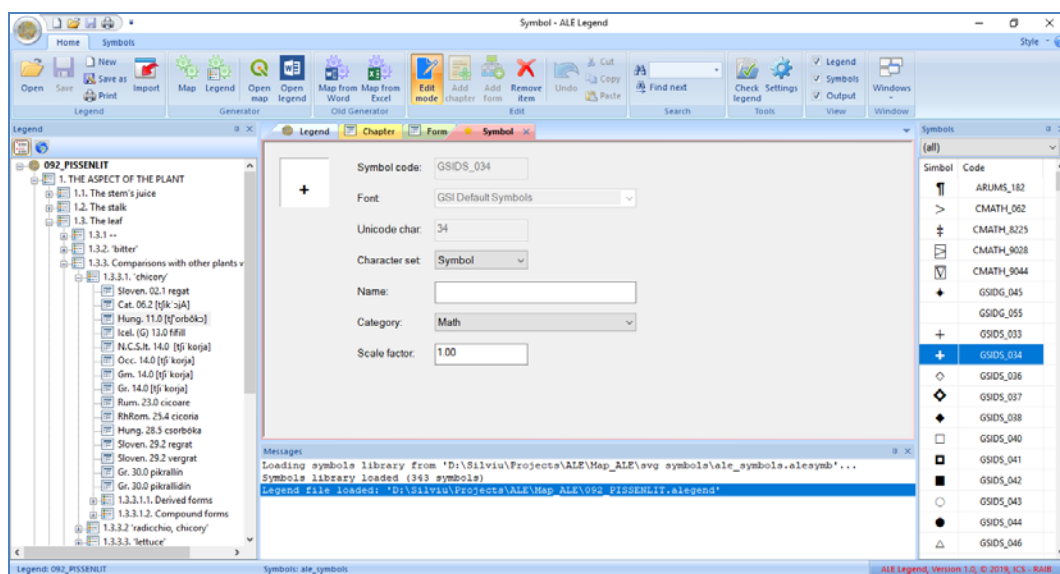 Symbol - ALE Legend
Home Symbols Style
Open Save New Save as Print Import Legend
Map Legend Open map Open legend Generator
Map from Word Map from Excel Old Generator
Edit mode Add chapter Add form Remove item Undo Cut Copy Paste Edit
Find next Search
Check legend Settings Tools
Legend Symbols Output View
Windows Window
Legend
092_PISSENLIT
1. THE ASPECT OF THE PLANT
1.1. The stem's juice
1.2. The stalk
1.3. The leaf
1.3.1 --
1.3.2. 'bitter'
1.3.3. Comparisons with other plants v
1.3.3.1. 'chicory'
Sloven. 02.1 regat
Cat. 06.2 [tʃik'ɔjA]
Hung. 11.0 [tʃ'orbökɔ]
Icel. (G) 13.0 fífill
N.C.S.It. 14.0 [tʃi'korja]
Occ. 14.0 [tʃi'korja]
Gm. 14.0 [tʃi'korja]
Gr. 14.0 [tʃi'korja]
Rum. 23.0 cicoare
RhRom. 25.4 cicoria
Hung. 28.5 csorbóka
Sloven. 29.2 regrat
Sloven. 29.2 vergrat
Gr. 30.0 pikrallin
Gr. 30.0 pikrallidin
1.3.3.1.1. Derived forms
1.3.3.1.2. Compound forms
1.3.3.2 'radicchio, chicory'
1.3.3.3. 'lettuce'
Legend Chapter Form Symbol
Symbol code: GSIDS_034
Font: GSI Default Symbols
Unicode char: 34
Character set: Symbol
Name:
Category: Math
Scale factor: 1.00
Messages
Loading symbols library from 'D:\Silviu\Projects\ALE\Map_ALE\svg symbols\ale_symbols.alesymb'...
Symbols library loaded (343 symbols)
Legend file loaded: 'D:\Silviu\Projects\ALE\Map_ALE\092_PISSENLIT.alegend'
Symbols
(all)
Simbol Code
¶ ARUMS_182
> CMATH_062
‡ CMATH_8225
CMATH_9028
CMATH_9044
GSIDG_045
GSIDG_055
+ GSIDS_033
+ GSIDS_034
GSIDS_036
GSIDS_037
GSIDS_038
GSIDS_040
GSIDS_041
GSIDS_042
GSIDS_043
GSIDS_044
GSIDS_046
Legend: 092_PISSENLIT
Symbols: ale_symbols
ALE Legend, Version 1.0, © 2019, ICS - RAIB